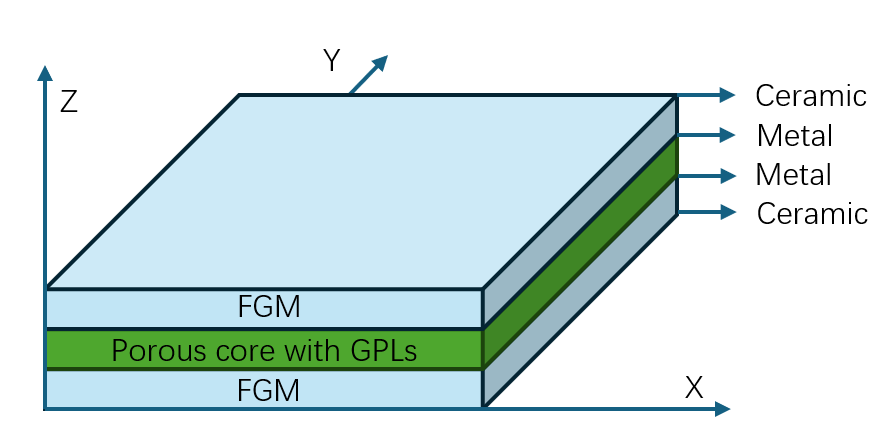 Y
Z
Ceramic
Metal
Metal
Ceramic
FGM
Porous core with GPLs
FGM
X